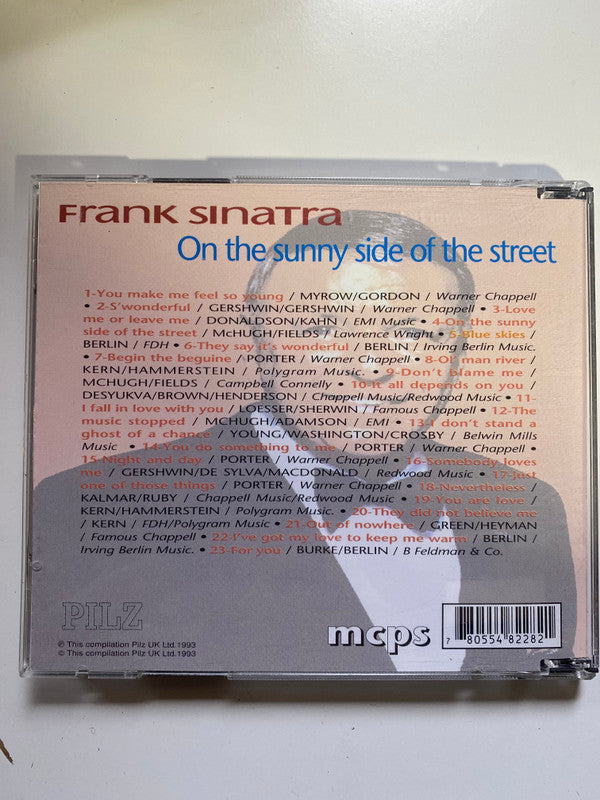 Frank Sinatra
On the sunny side of the street
1-You make me feel so young / MYROW/GORDON / Warner Chappell
• 2-S'wonderful / GERSHWIN/GERSHWIN / Warner Chappell • 3-Love
me or leave me / DONALDSON/KAHN / EMI Music • 4-On the sunny
side of the street / McHUGH/FIELDS / Lawrence Wright • 5-Blue skies /
BERLIN / FDH • 6-They say it's wonderful / BERLIN / Irving Berlin Music.
• 7-Begin the beguine / PORTER / Warner Chappell • 8-Ol' man river /
KERN/HAMMERSTEIN / Polygram Music. • 9-Don't blame me /
MCHUGH/FIELDS / Campbell Connelly • 10-It all depends on you /
DESYUKVA/BROWN/HENDERSON / Chappell Music/Redwood Music • 11-
I fall in love with you / OESSER/SHERWIN / Famous Chappell • 12-The
music stopped / MCHUGH/ADAMSON / EMI • 13-I don't stand a
ghost of a chance / YOUNG/WASHINGTON/CROSBY / Belwin Mills
Music • 14-You do something to me / PORTER / Warner Chappell •
15-Night and day / PORTER / Warner Chappell • 16-Somebody loves
me / GERSHWIN/DE SYLVA/MACDONALD / Redwood Music • 17-Just
one of those things / PORTER / Warner Chappell • 18-Nevertheless /
KALMAR/RUBY / Chappell Music/Redwood Music • 19-You are love /
KERN/HAMMERSTEIN / Polygram Music. • 20-They did not believe me
/ KERN / FDH/Polygram Music • 21-Out of nowhere / GREEN/HEYMAN
/ Famous Chappell • 22-I've got my love to keep me warm / BERLIN /
Irving Berlin Music. • 23-For you / BURKE/BERLIN / B Feldman & Co.
PILZ
℗ This compilation Pilz UK Ltd.1993
© This compilation Pilz UK Ltd.1993
mcps
7 80554 82282